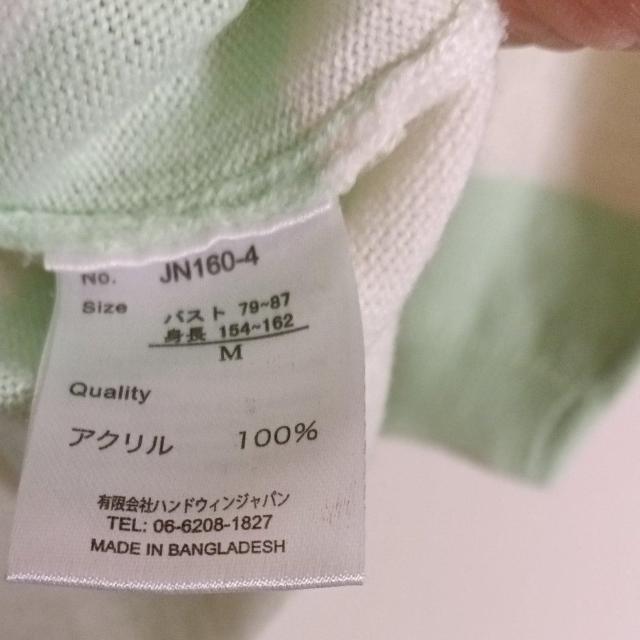 No. JN160-4
Size バスト 79~87
身長 154~162
M
Quality
アクリル 100%
有限会社ハンドウィンジャパン
TEL: 06-6208-1827
MADE IN BANGLADESH